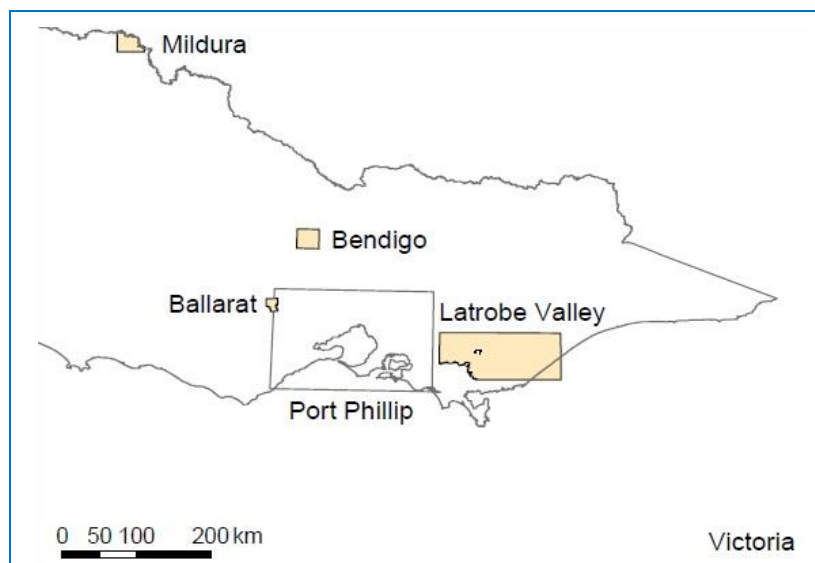 Mildura
Bendigo
Ballarat
Latrobe Valley
Port Phillip
0 50 100 200 km
Victoria